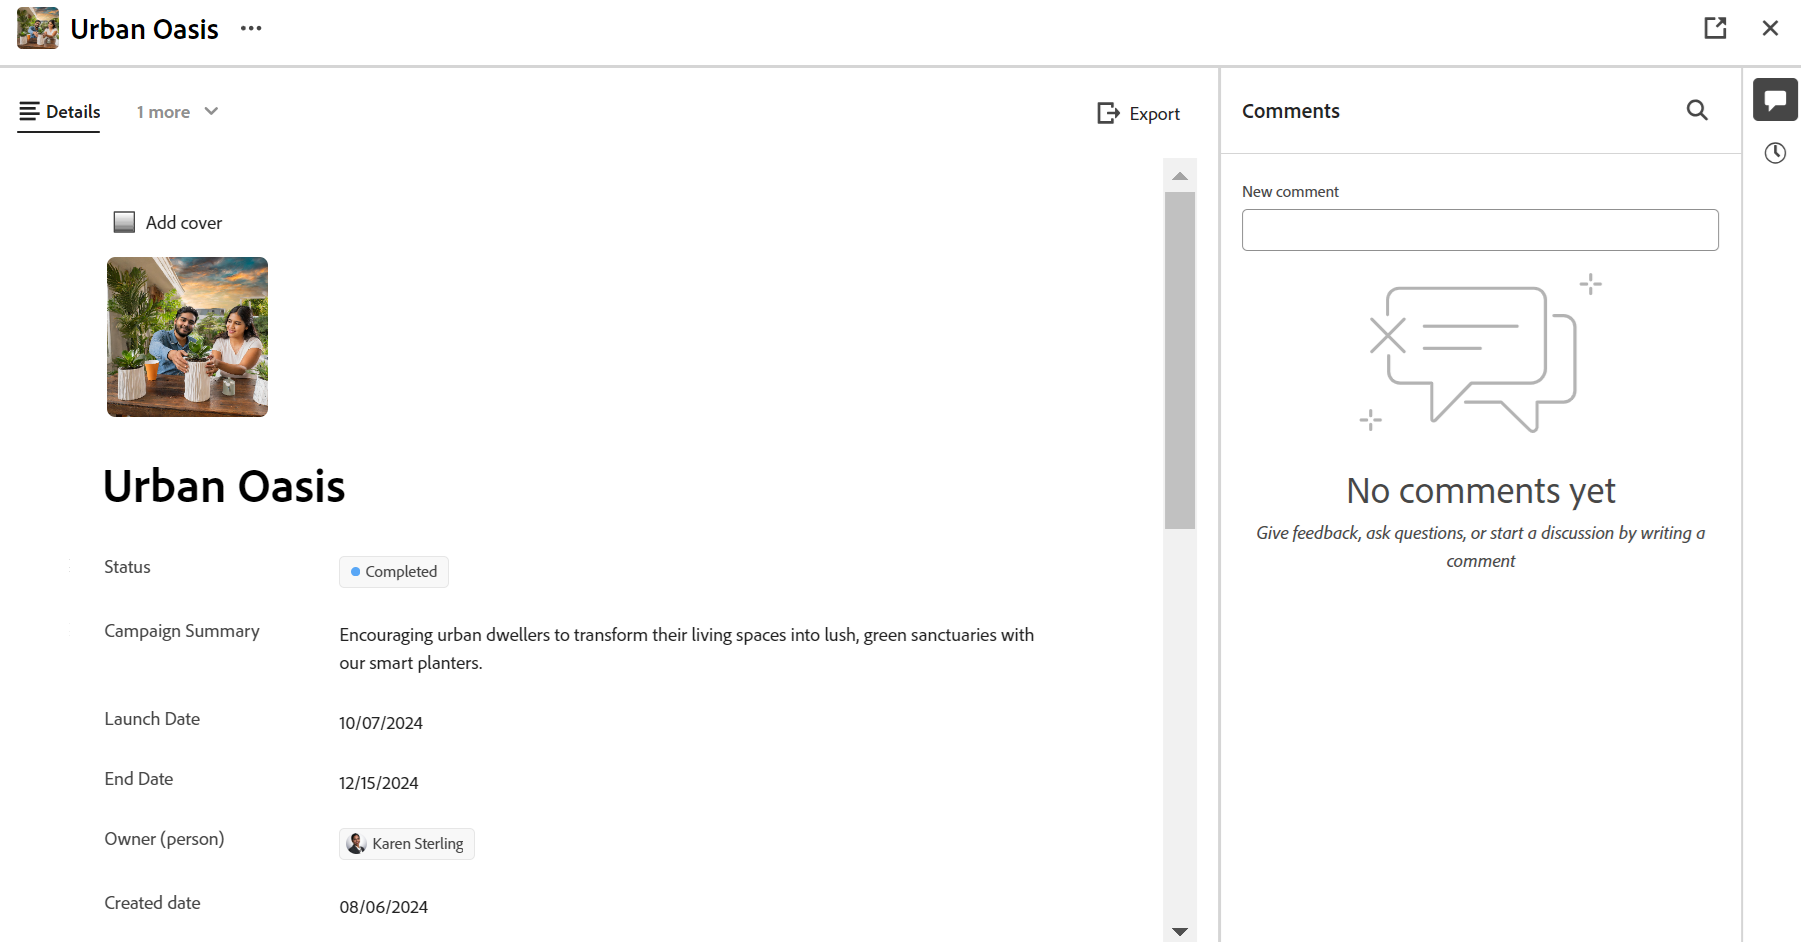 Urban Oasis
Details
1 more
Export
Add cover
Urban Oasis
Status
Completed
Campaign Summary
Encouraging urban dwellers to transform their living spaces into lush, green sanctuaries with
our smart planters.
Launch Date
10/07/2024
End Date
12/15/2024
Owner (person)
Karen Sterling
Created date
08/06/2024
Comments
New comment
No comments yet
Give feedback, ask questions, or start a discussion by writing a
comment